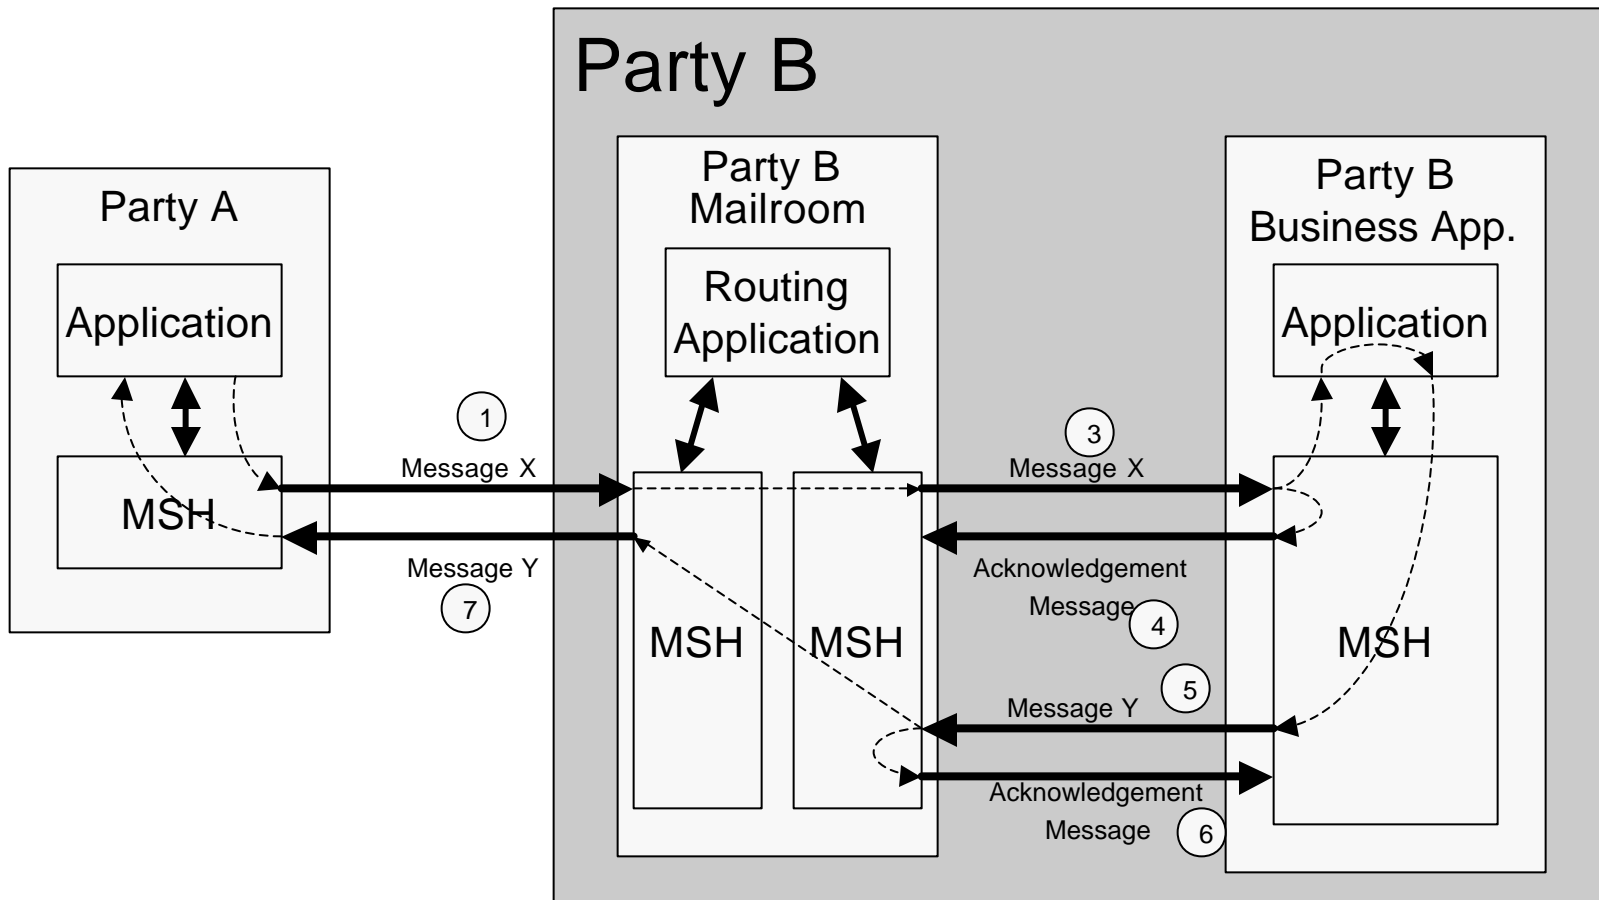 Party B
Party A
Application
MSH
1
Message X
Message Y
7
Party B
Mailroom
Routing
Application
MSH
MSH
3
Message X
Acknowledgement
Message
4
5
Message Y
Acknowledgement
Message
6
Party B
Business App.
Application
MSH